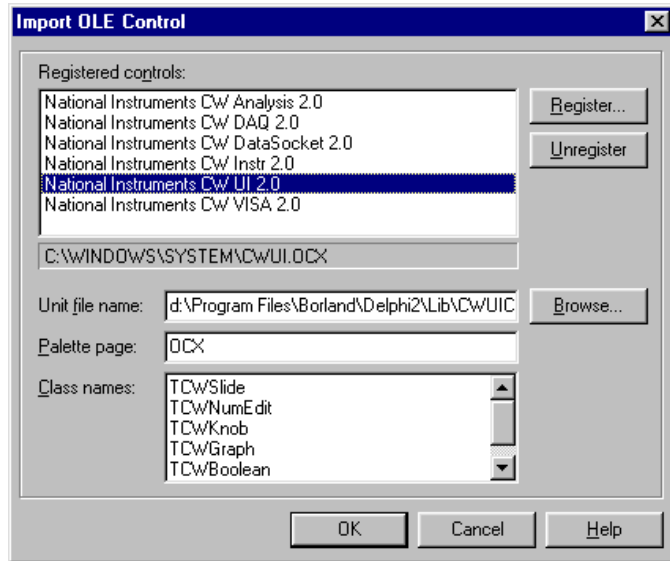 Import OLE Control
Registered controls:
National Instruments CW Analysis 2.0
National Instruments CW DAQ 2.0
National Instruments CW DataSocket 2.0
National Instruments CW Instr 2.0
National Instruments CW UI 2.0
National Instruments CW VISA 2.0
Register...
Unregister
C:\WINDOWS\SYSTEM\CWUI.OCX
Unit file name: d:\Program Files\Borland\Delphi2\Lib\CWUIC Browse...
Palette page: OCX
Class names: TCWSlide
TCWNumEdit
TCWKnob
TCWGraph
TCWBoolean
OK Cancel Help